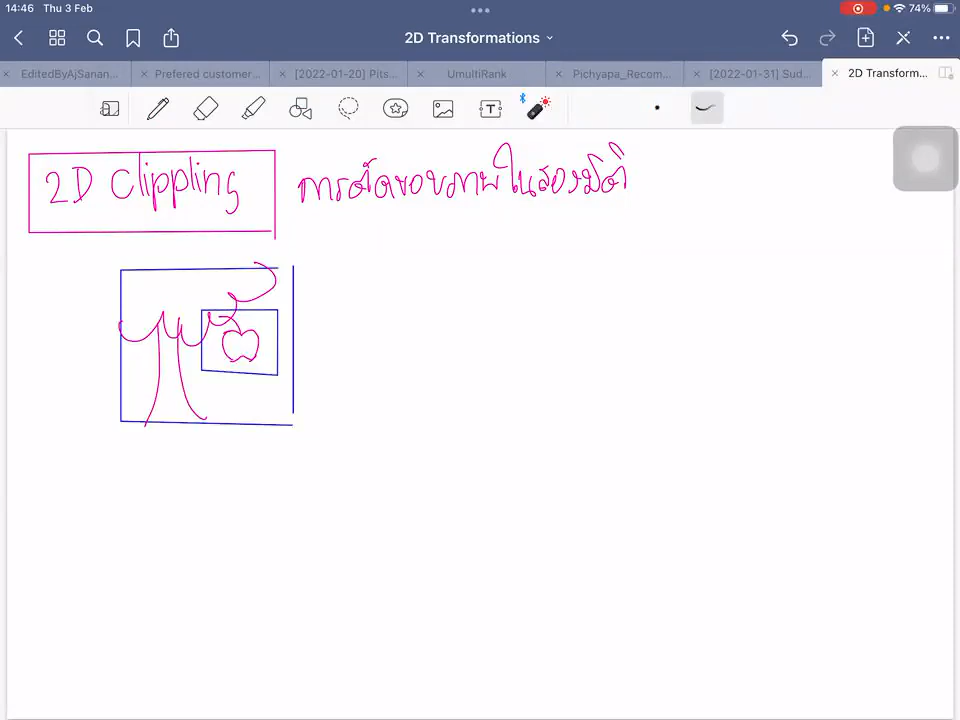 14:46 Thu 3 Feb
74%
2D Transformations
EditedByAjSanan...
Prefered customer...
[2022-01-20] Pits...
UmultiRank
Pichyapa_Recom...
[2022-01-31] Sud...
2D Transform...
2D Clippling การตัดขอบภาพในสองมิติ